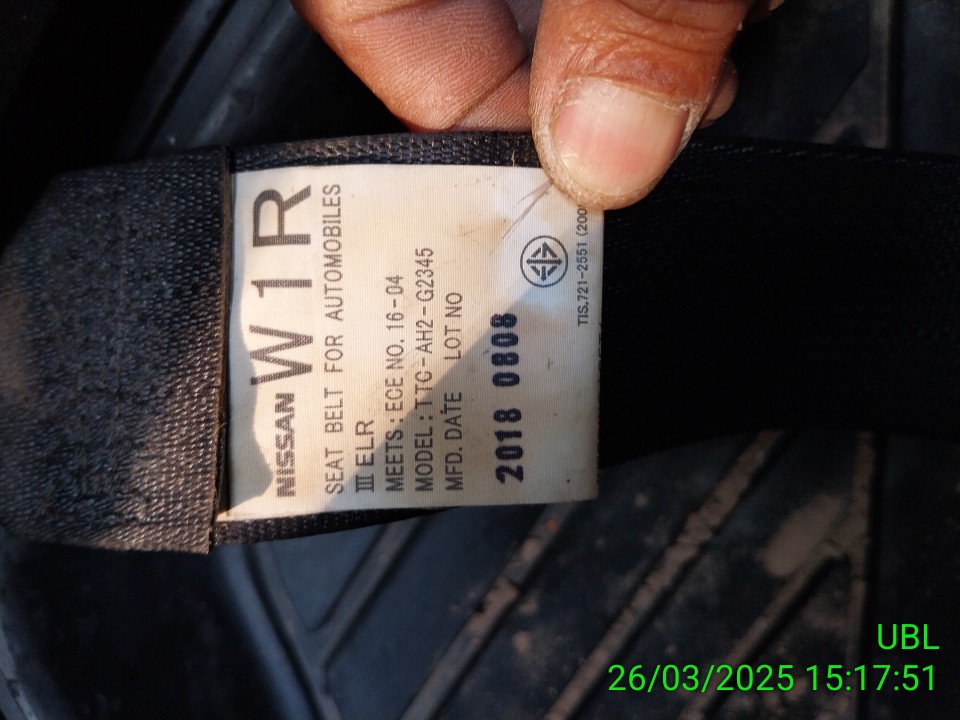 NISSAN W1R
SEAT BELT FOR AUTOMOBILES
III ELR
MEETS : ECE NO. 16-04
MODEL : TTC-AH2-G2345
MFD. DATE LOT NO
2018 0808
TIS.721-2551 (200
UBL
26/03/2025 15:17:51